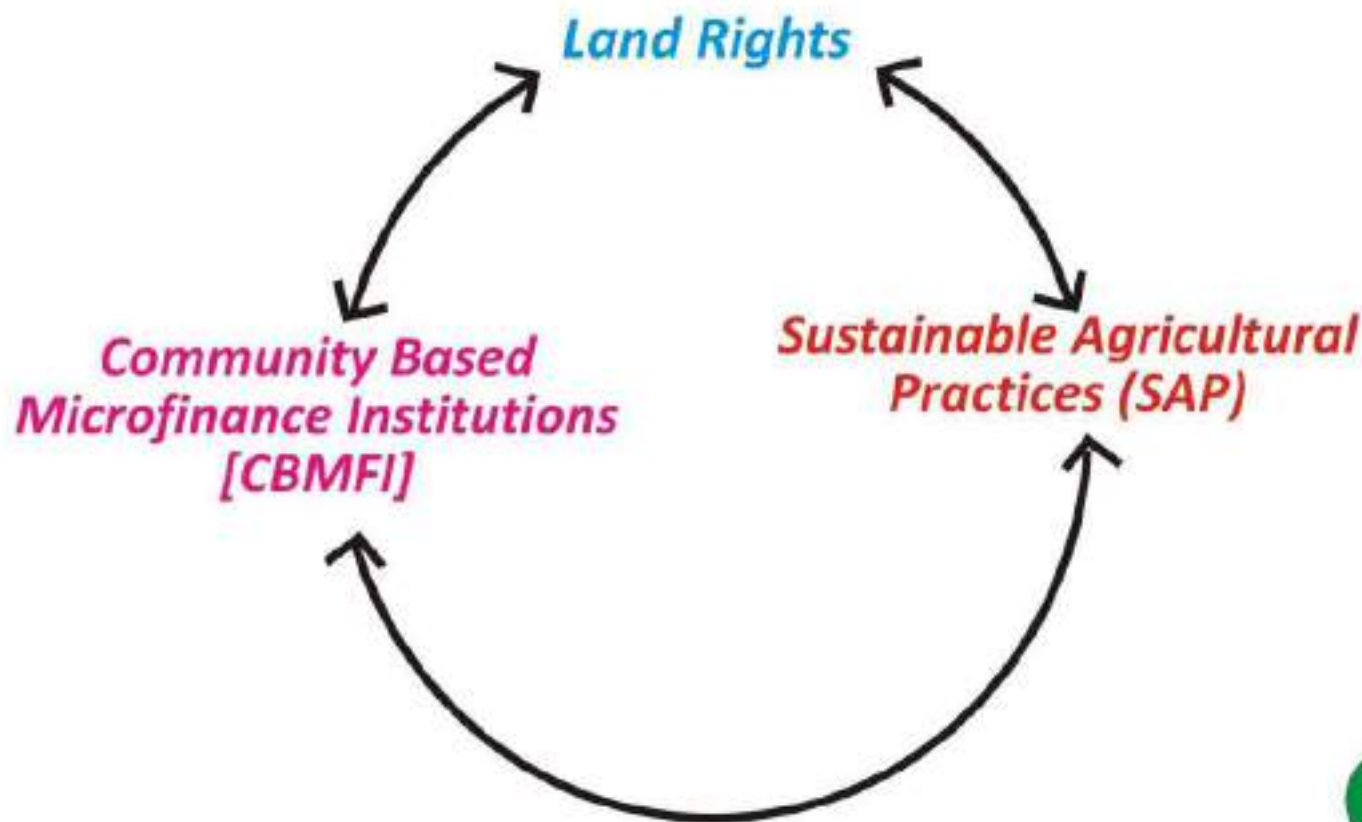 Land Rights
Community Based
Microfinance Institutions
[CBMFI]
Sustainable Agricultural
Practices (SAP)